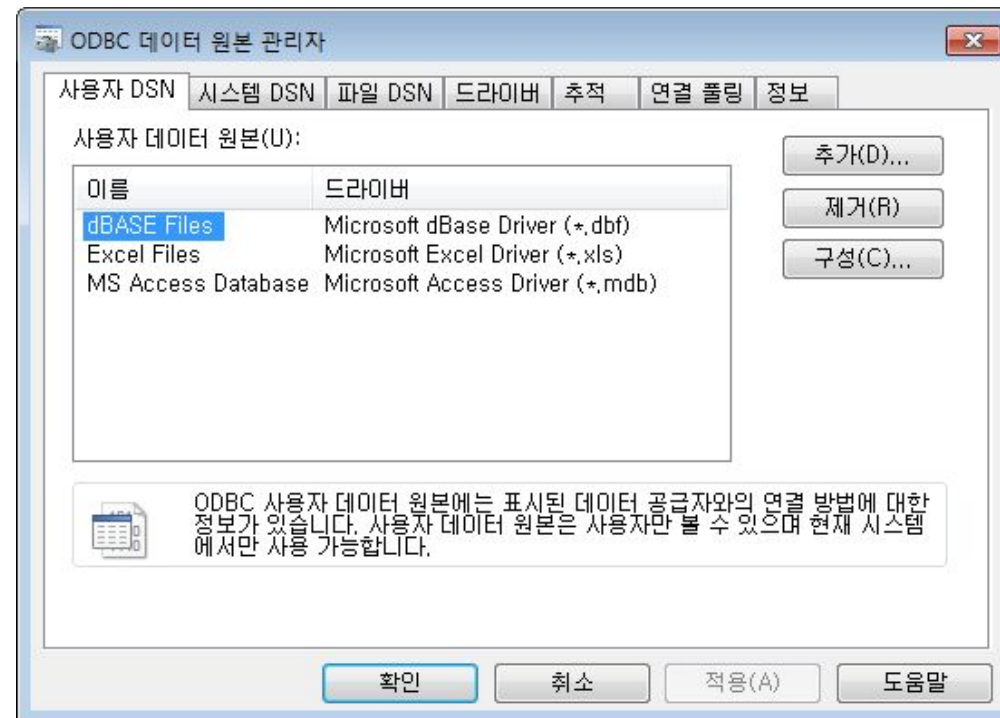 ODBC 데이터 원본 관리자
사용자 DSN 시스템 DSN 파일 DSN 드라이버 추적 연결 풀링 정보
사용자 데이터 원본(U):
추가(D)...
이름 드라이버
제거(R)
dBASE Files Microsoft dBase Driver (*.dbf)
Excel Files Microsoft Excel Driver (*.xls)
구성(C)...
MS Access Database Microsoft Access Driver (*.mdb)
ODBC 사용자 데이터 원본에는 표시된 데이터 공급자와의 연결 방법에 대한
정보가 있습니다. 사용자 데이터 원본은 사용자만 볼 수 있으며 현재 시스템
에서만 사용 가능합니다.
확인 취소 적용(A) 도움말